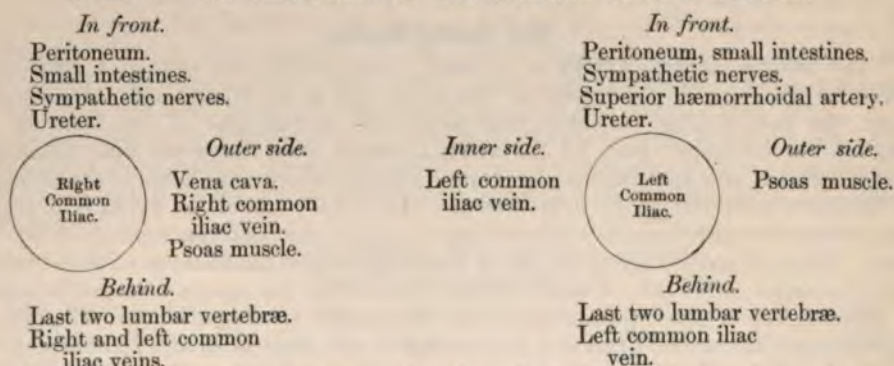 In front.
Peritoneum.
Small intestines.
Sympathetic nerves.
Ureter.
Right
Common
Iliac.
Outer side.
Vena cava.
Right common
iliac vein.
Psoas muscle.
Behind.
Last two lumbar vertebræ.
Right and left common
iliac veins.
In front.
Peritoneum, small intestines.
Sympathetic nerves.
Superior hæmorrhoidal artery.
Ureter.
Inner side.
Left common
iliac vein.
Left
Common
Iliac.
Outer side.
Psoas muscle.
Behind.
Last two lumbar vertebræ.
Left common iliac
vein.